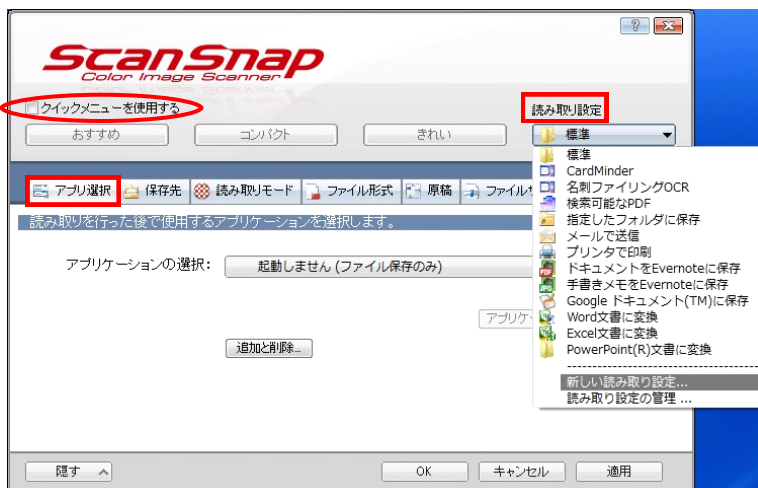 ScanSnap
Color Image Scanner
クイックメニューを使用する
読み取り設定
おすすめ
コンパクト
きれい
標準
アプリ選択
保存先
読み取りモード
ファイル形式
原稿
読み取りを行った後で使用するアプリケーションを選択します。
アプリケーションの選択:
起動しません (ファイル保存のみ)
追加と削除...
標準
CardMinder
名刺ファイリングOCR
検索可能なPDF
指定したフォルダに保存
メールで送信
プリンタで印刷
ドキュメントをEvernoteに保存
手書きメモをEvernoteに保存
Google ドキュメント(TM)に保存
Word文書に変換
Excel文書に変換
PowerPoint(R)文書に変換
新しい読み取り設定...
読み取り設定の管理 ...
隠す
OK
キャンセル
適用